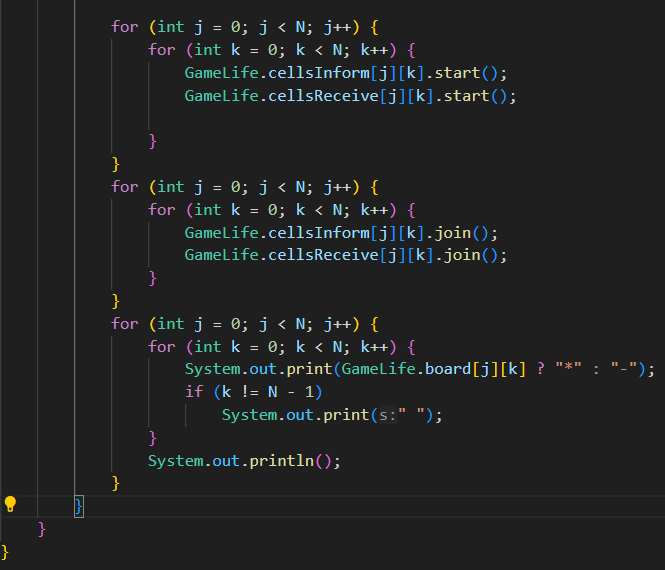 for (int j = 0; j < N; j++) {
for (int k = 0; k < N; k++) {
GameLife.cellsInform[j][k].start();
GameLife.cellsReceive[j][k].start();
}
}
for (int j = 0; j < N; j++) {
for (int k = 0; k < N; k++) {
GameLife.cellsInform[j][k].join();
GameLife.cellsReceive[j][k].join();
}
}
for (int j = 0; j < N; j++) {
for (int k = 0; k < N; k++) {
System.out.print(GameLife.board[j][k] ? "*" : "-");
if (k != N - 1)
System.out.print(s:" ");
}
System.out.println();
}
}
}
}